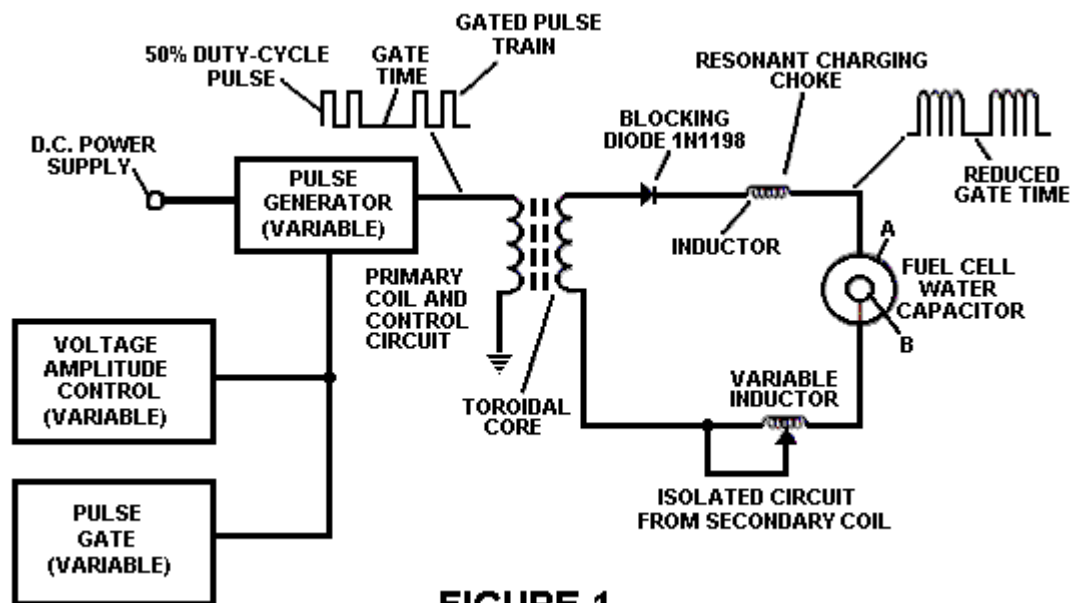 GATED PULSE
TRAIN
50% DUTY-CYCLE
PULSE
GATE
TIME
RESONANT CHARGING
CHOKE
BLOCKING
DIODE 1N1198
D.C. POWER
SUPPLY
REDUCED
GATE TIME
PULSE
GENERATOR
(VARIABLE)
INDUCTOR
A
FUEL CELL
WATER
CAPACITOR
B
PRIMARY
COIL AND
CONTROL
CIRCUIT
VOLTAGE
AMPLITUDE
CONTROL
(VARIABLE)
TOROIDAL
CORE
VARIABLE
INDUCTOR
ISOLATED CIRCUIT
FROM SECONDARY COIL
PULSE
GATE
(VARIABLE)
FIGURE 1